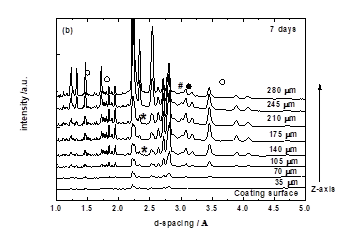 (b)
7 days
intensity /a.u.
# 
*
*
280 µm
245 µm
210 µm
175 µm
140 µm
105 µm
70 µm
35 µm
Coating surface
Z-axis
1.0 1.5 2.0 2.5 3.0 3.5 4.0 4.5 5.0
d-spacing / A